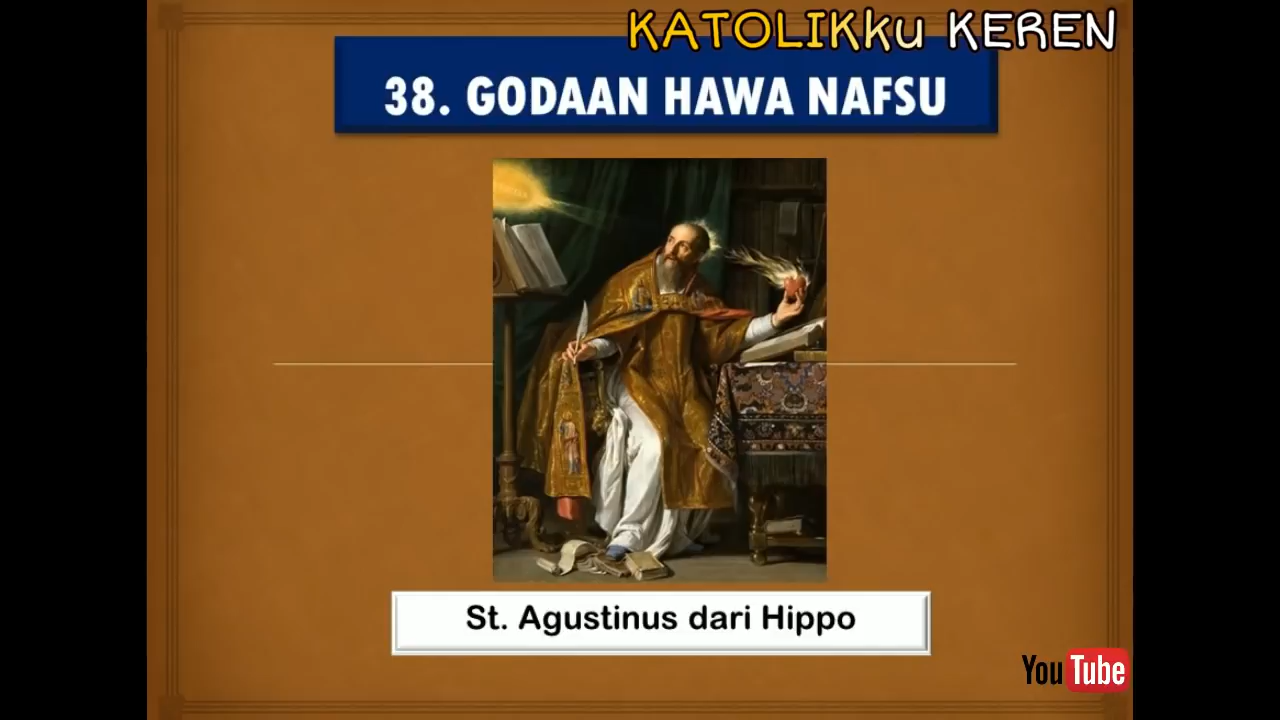 KATOLIKku KEREN
38. GODAAN HAWA NAFSU
St. Agustinus dari Hippo
YouTube